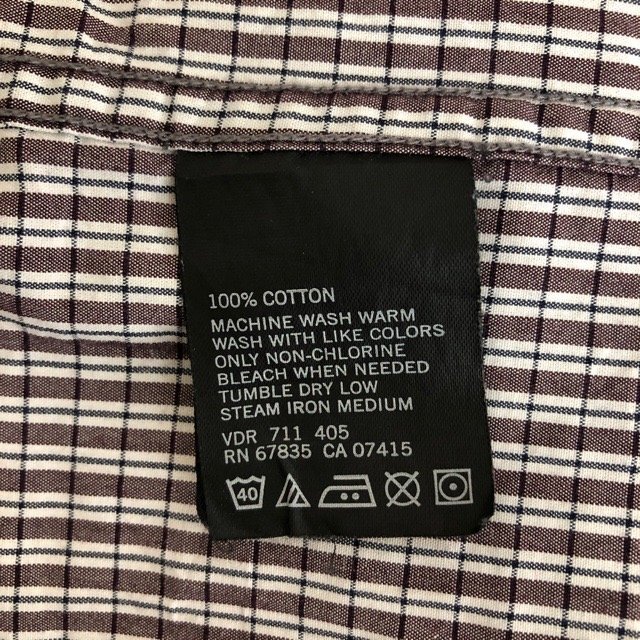 100% COTTON
MACHINE WASH WARM
WASH WITH LIKE COLORS
ONLY NON-CHLORINE
BLEACH WHEN NEEDED
TUMBLE DRY LOW
STEAM IRON MEDIUM
VDR 711 405
RN 67835 CA 07415
40